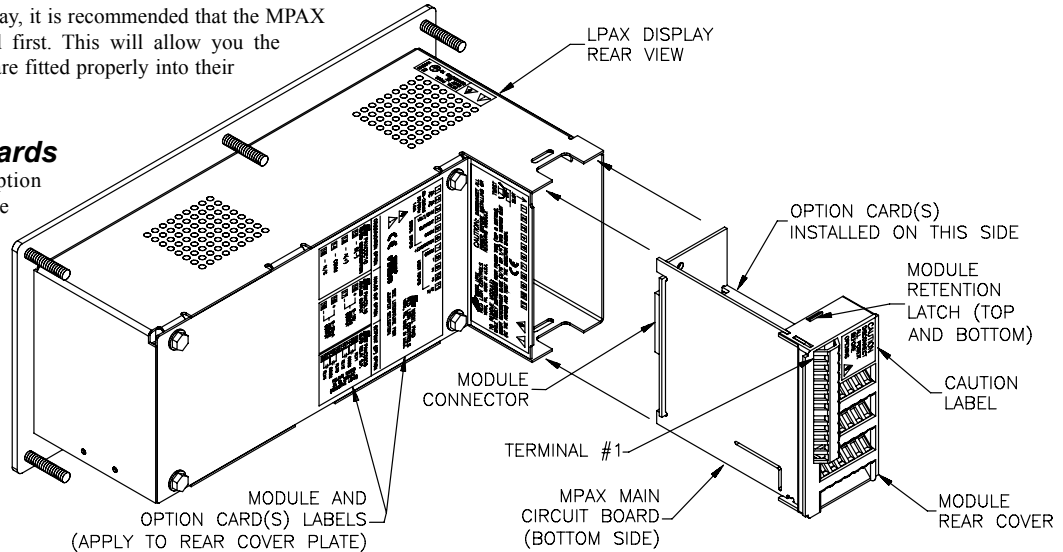 ay, it is recommended that the MPAX
l first. This will allow you the
are fitted properly into their
ards
ption
e
LPAX DISPLAY
REAR VIEW
OPTION CARD(S)
INSTALLED ON THIS SIDE
MODULE
RETENTION
LATCH (TOP
AND BOTTOM)
CAUTION
LABEL
MODULE
CONNECTOR
TERMINAL #1
MODULE AND
OPTION CARD(S) LABELS
(APPLY TO REAR COVER PLATE)
MPAX MAIN
CIRCUIT BOARD
(BOTTOM SIDE)
MODULE
REAR COVER